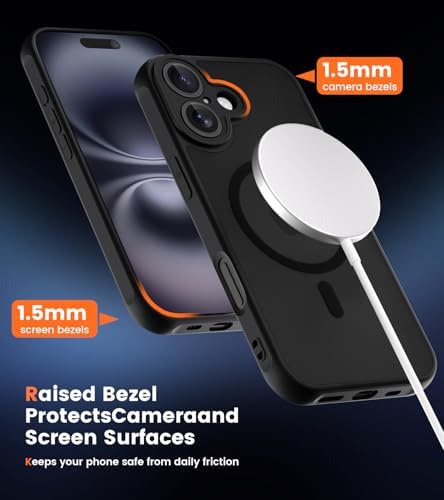 1.5mm
camera bezels
1.5mm
screen bezels
Raised Bezel
ProtectsCameraand
Screen Surfaces
Keeps your phone safe from daily friction